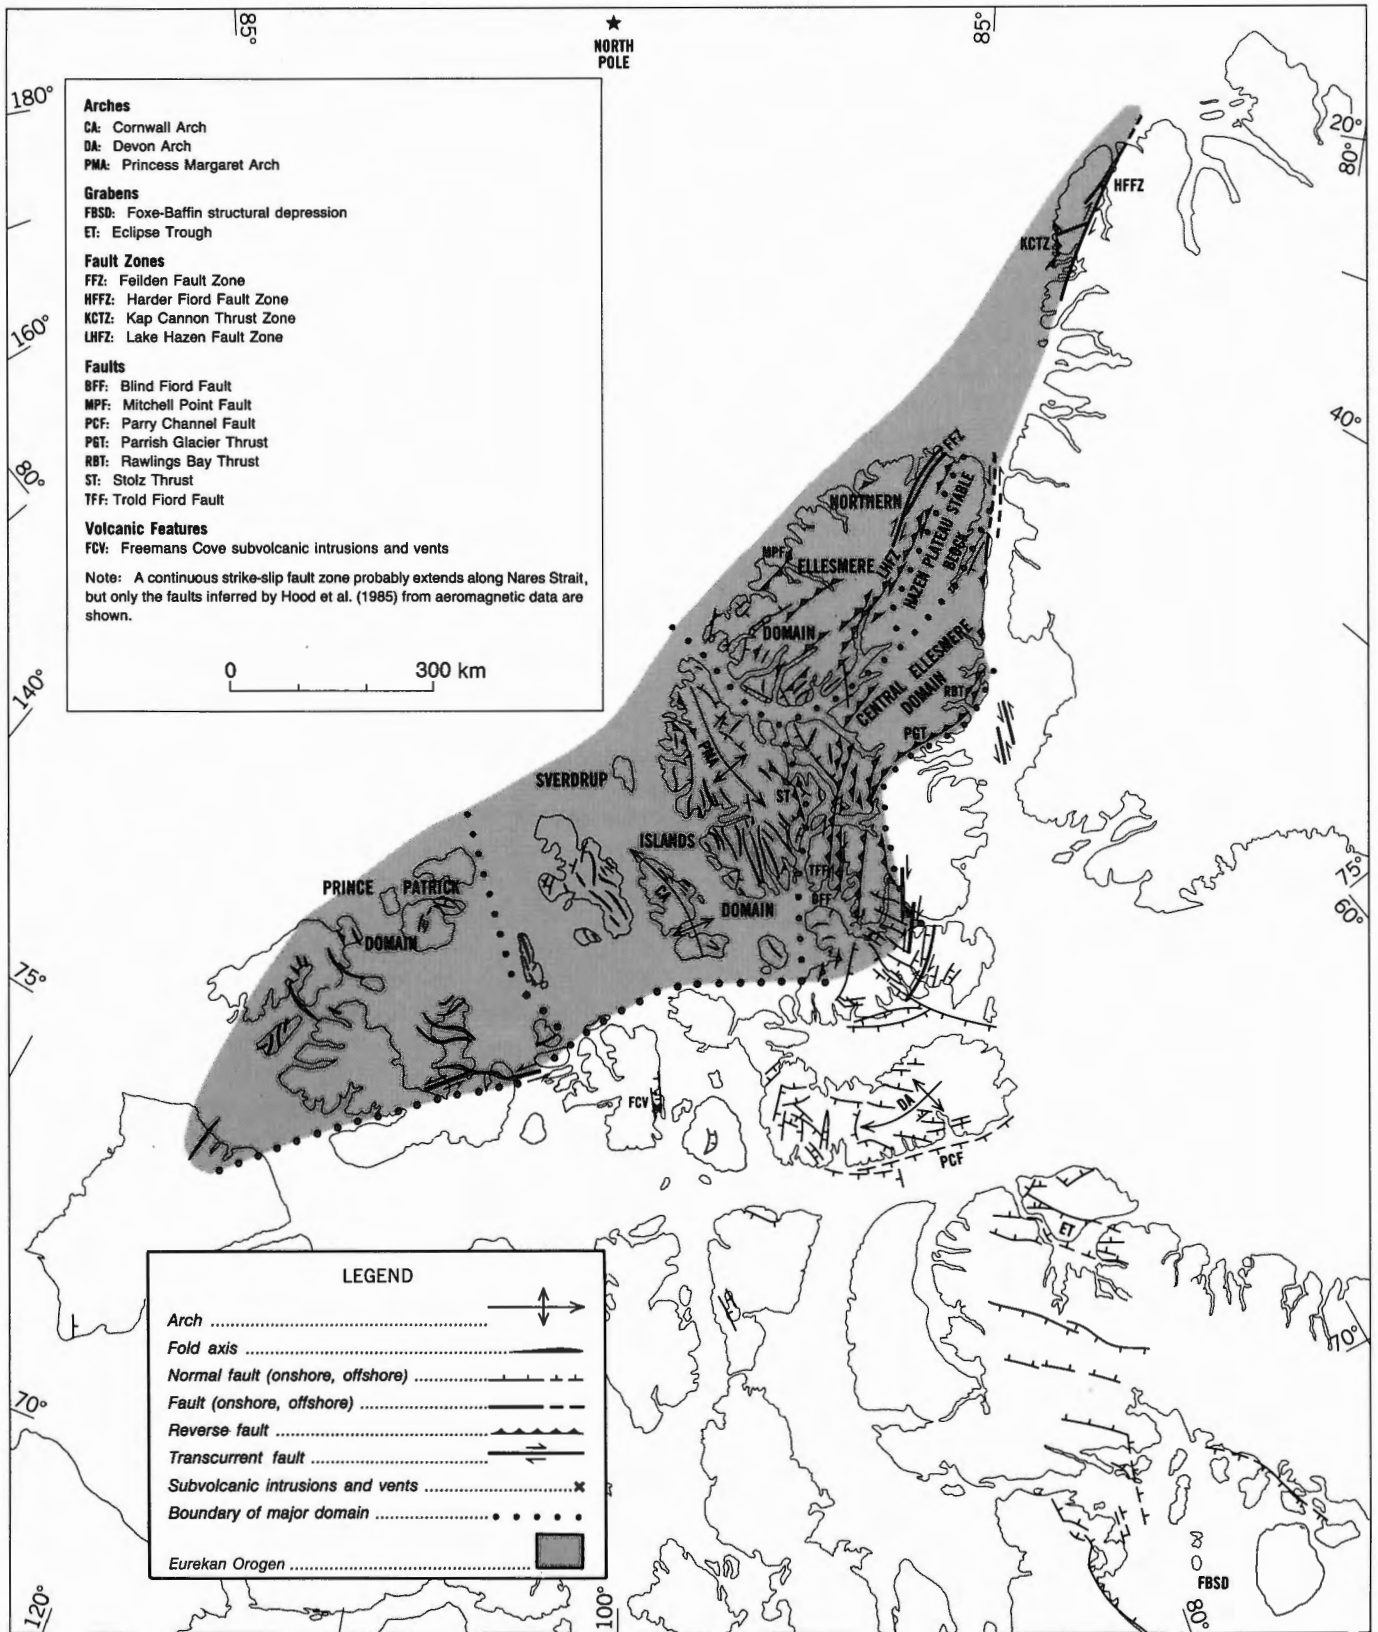 85°
NORTH
POLE
85°
180°
20°
80°
160°
40°
80°
140°
75°
60°
75°
70°
70°
120°
100°
80°
Arches
CA: Cornwall Arch
DA: Devon Arch
PMA: Princess Margaret Arch
Grabens
FBSD: Foxe-Baffin structural depression
ET: Eclipse Trough
Fault Zones
FFZ: Feilden Fault Zone
HFFZ: Harder Fiord Fault Zone
KCTZ: Kap Cannon Thrust Zone
LHFZ: Lake Hazen Fault Zone
Faults
BFF: Blind Fiord Fault
MPF: Mitchell Point Fault
PCF: Parry Channel Fault
PGT: Parrish Glacier Thrust
RBT: Rawlings Bay Thrust
ST: Stolz Thrust
TFF: Trold Fiord Fault
Volcanic Features
FCV: Freemans Cove subvolcanic intrusions and vents
Note: A continuous strike-slip fault zone probably extends along Nares Strait,
but only the faults inferred by Hood et al. (1985) from aeromagnetic data are
shown.
0 300 km
HFFZ
KCTZ
FFZ
NORTHERN
ELLESMERE
DOMAIN
MPF
LHFZ
HAZEN PLATEAU STABLE
BLOCK
CENTRAL ELLESMERE
DOMAIN
RBT
PGT
PMA
ST
SVERDRUP
ISLANDS
DOMAIN
CA
TFF
BFF
PRINCE PATRICK
DOMAIN
FCV
DA
PCF
ET
FBSD
LEGEND
Arch
Fold axis
Normal fault (onshore, offshore)
Fault (onshore, offshore)
Reverse fault
Transcurrent fault
Subvolcanic intrusions and vents
Boundary of major domain
Eurekan Orogen